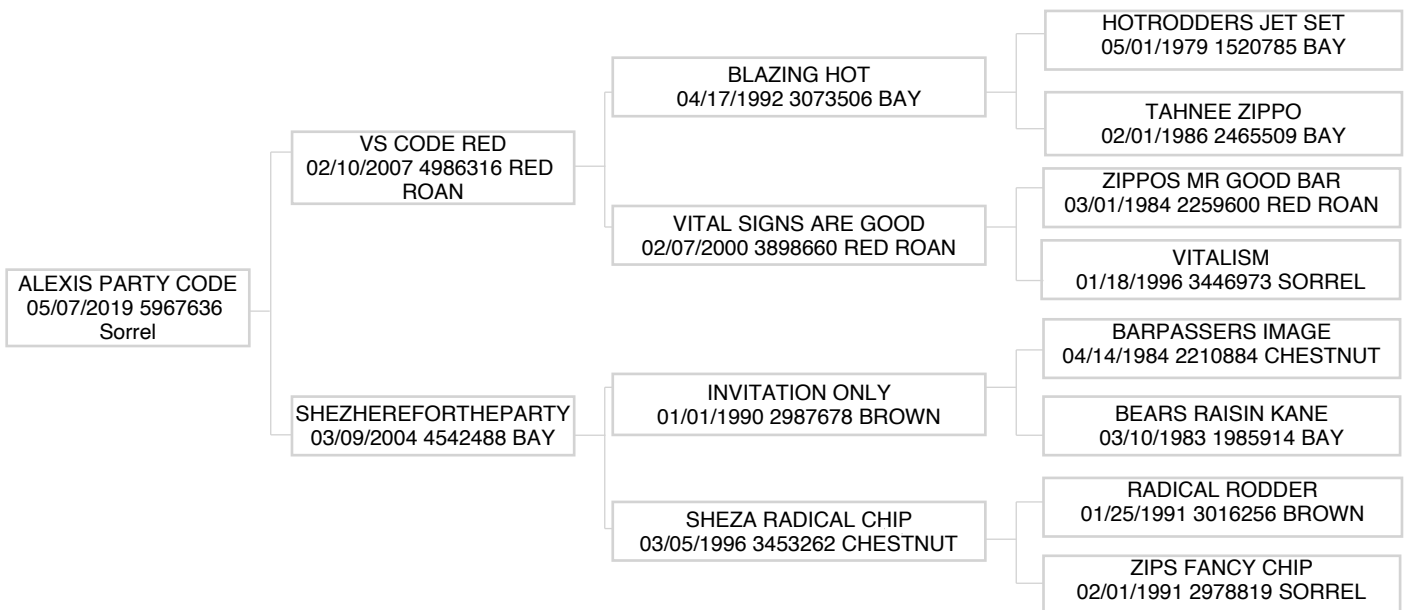 ALEXIS PARTY CODE
05/07/2019 5967636
Sorrel
VS CODE RED
02/10/2007 4986316 RED
ROAN
SHEZHEREFORTHEPARTY
03/09/2004 4542488 BAY
BLAZING HOT
04/17/1992 3073506 BAY
VITAL SIGNS ARE GOOD
02/07/2000 3898660 RED ROAN
INVITATION ONLY
01/01/1990 2987678 BROWN
SHEZA RADICAL CHIP
03/05/1996 3453262 CHESTNUT
HOTRODDERS JET SET
05/01/1979 1520785 BAY
TAHNEE ZIPPO
02/01/1986 2465509 BAY
ZIPPOS MR GOOD BAR
03/01/1984 2259600 RED ROAN
VITALISM
01/18/1996 3446973 SORREL
BARPASSERS IMAGE
04/14/1984 2210884 CHESTNUT
BEARS RAISIN KANE
03/10/1983 1985914 BAY
RADICAL RODDER
01/25/1991 3016256 BROWN
ZIPS FANCY CHIP
02/01/1991 2978819 SORREL